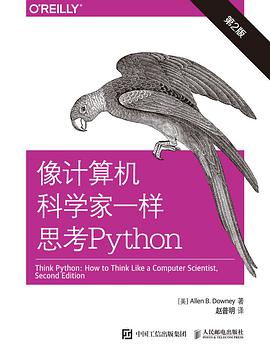 O'REILLY®
第2版
像计算机
科学家一样
思考Python
Think Python: How to Think Like a Computer Scientist,
Second Edition
[美] Allen B. Downey 著
赵普明 译
中国工信出版集团
人民邮电出版社
POSTS & TELECOM PRESS